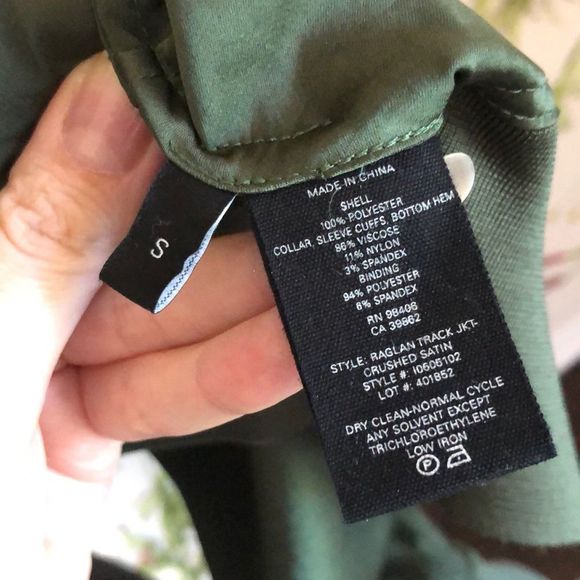 S
MADE IN CHINA
SHELL
100% POLYESTER
COLLAR, SLEEVE CUFFS, BOTTOM HEM
86% VISCOSE
11% NYLON
3% SPANDEX
BINDING
94% POLYESTER
6% SPANDEX
RN 98408
CA 39862
STYLE: RAGLAN TRACK JKT-
CRUSHED SATIN
STYLE #: I0605102
LOT #: 401852
DRY CLEAN-NORMAL CYCLE
ANY SOLVENT EXCEPT
TRICHLOROETHYLENE
LOW IRON
P